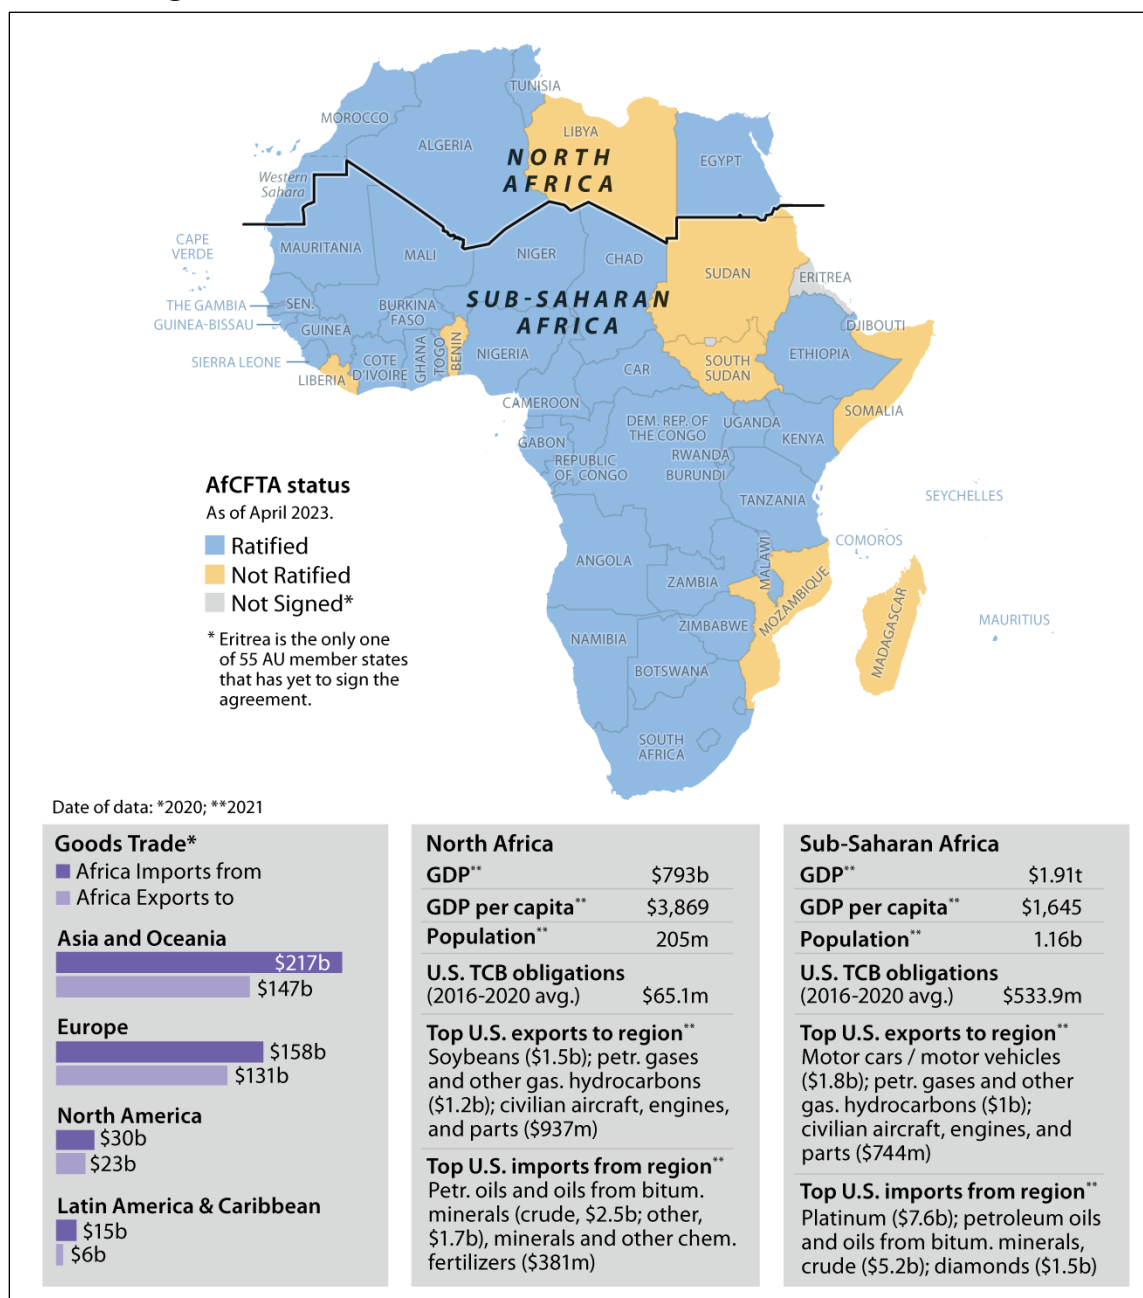 TUNISIA
MOROCCO
LIBYA
ALGERIA
EGYPT
NORTH
AFRICA
Western
Sahara
CAPE
VERDE
MAURITANIA
MALI
NIGER
CHAD
SUDAN
ERITREA
SUB-SAHARAN
AFRICA
THE GAMBIA
SEN.
BURKINA
FASO
GUINEA-BISSAU
GUINEA
DJIBOUTI
SIERRA LEONE
LIBERIA
COTE
D'IVOIRE
GHANA
TOGO
BENIN
NIGERIA
CAR
SOUTH
SUDAN
ETHIOPIA
SOMALIA
CAMEROON
GABON
REPUBLIC
OF CONGO
DEM. REP. OF
THE CONGO
UGANDA
KENYA
RWANDA
BURUNDI
TANZANIA
SEYCHELLES
COMOROS
ANGOLA
ZAMBIA
MALAWI
MOZAMBIQUE
ZIMBABWE
MADAGASCAR
MAURITIUS
NAMIBIA
BOTSWANA
SOUTH
AFRICA
AfCFTA status
As of April 2023.
Ratified
Not Ratified
Not Signed*
* Eritrea is the only one
of 55 AU member states
that has yet to sign the
agreement.
Date of data: *2020; **2021
Goods Trade*
Africa Imports from
Africa Exports to
Asia and Oceania
$217b
$147b
Europe
$158b
$131b
North America
$30b
$23b
Latin America & Caribbean
$15b
$6b
North Africa
GDP** $793b
GDP per capita** $3,869
Population** 205m
U.S. TCB obligations
(2016-2020 avg.) $65.1m
Top U.S. exports to region**
Soybeans ($1.5b); petr. gases
and other gas. hydrocarbons
($1.2b); civilian aircraft, engines,
and parts ($937m)
Top U.S. imports from region**
Petr. oils and oils from bitum.
minerals (crude, $2.5b; other,
$1.7b), minerals and other chem.
fertilizers ($381m)
Sub-Saharan Africa
GDP** $1.91t
GDP per capita** $1,645
Population** 1.16b
U.S. TCB obligations
(2016-2020 avg.) $533.9m
Top U.S. exports to region**
Motor cars / motor vehicles
($1.8b); petr. gases and other
gas. hydrocarbons ($1b);
civilian aircraft, engines, and
parts ($744m)
Top U.S. imports from region**
Platinum ($7.6b); petroleum oils
and oils from bitum. minerals,
crude ($5.2b); diamonds ($1.5b)